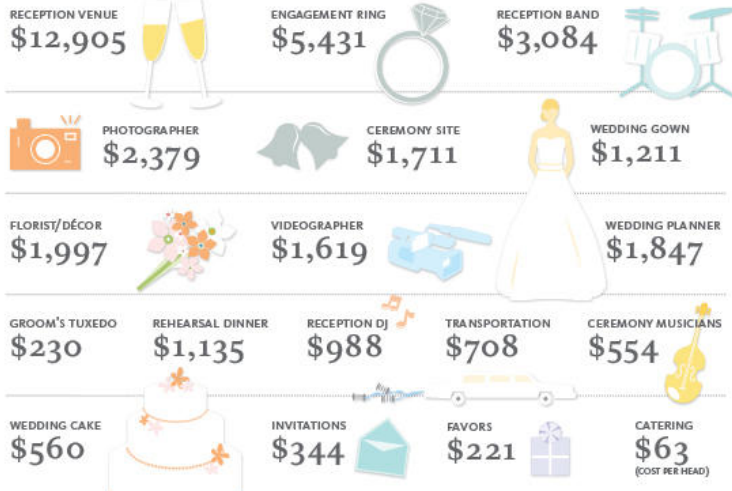 RECEPTION VENUE
$12,905
ENGAGEMENT RING
$5,431
RECEPTION BAND
$3,084
PHOTOGRAPHER
$2,379
CEREMONY SITE
$1,711
WEDDING GOWN
$1,211
FLORIST/DÉCOR
$1,997
VIDEOGRAPHER
$1,619
WEDDING PLANNER
$1,847
GROOM'S TUXEDO
$230
REHEARSAL DINNER
$1,135
RECEPTION DJ
$988
TRANSPORTATION
$708
CEREMONY MUSICIANS
$554
WEDDING CAKE
$560
INVITATIONS
$344
FAVORS
$221
CATERING
$63
(COST PER HEAD)